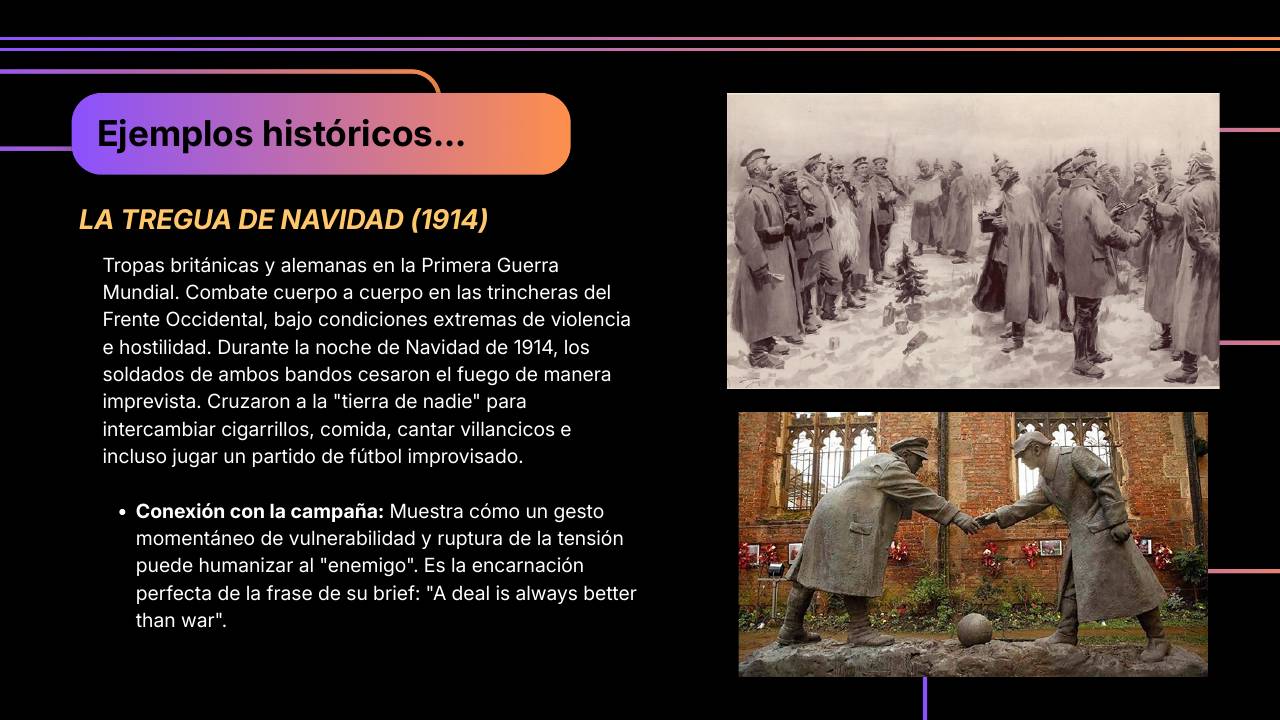 Ejemplos históricos...
LA TREGUA DE NAVIDAD (1914)
Tropas británicas y alemanas en la Primera Guerra
Mundial. Combate cuerpo a cuerpo en las trincheras del
Frente Occidental, bajo condiciones extremas de violencia
e hostilidad. Durante la noche de Navidad de 1914, los
soldados de ambos bandos cesaron el fuego de manera
imprevista. Cruzaron a la "tierra de nadie" para
intercambiar cigarrillos, comida, cantar villancicos e
incluso jugar un partido de fútbol improvisado.
• Conexión con la campaña: Muestra cómo un gesto
momentáneo de vulnerabilidad y ruptura de la tensión
puede humanizar al "enemigo". Es la encarnación
perfecta de la frase de su brief: "A deal is always better
than war".